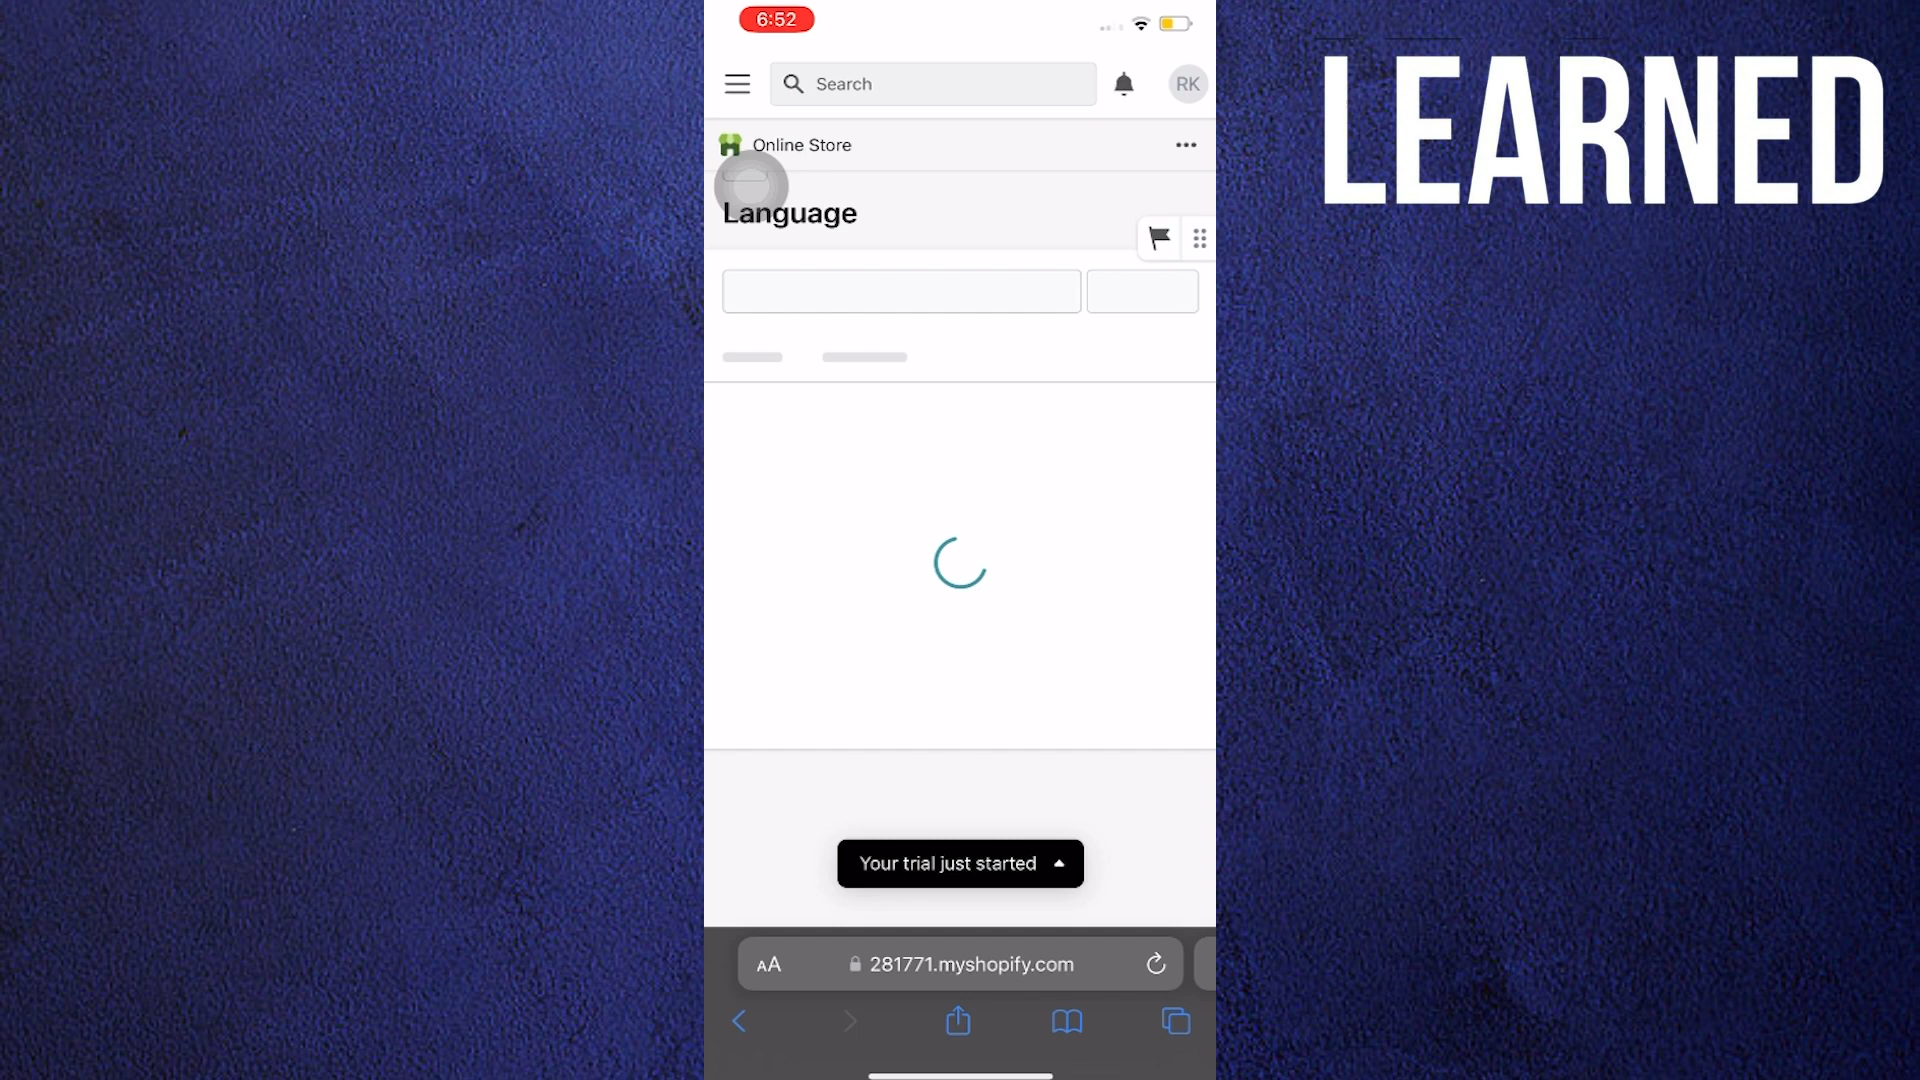 6:52
LEARNED
Search
RK
Online Store
Language
Your trial just started
AA
281771.myshopify.com